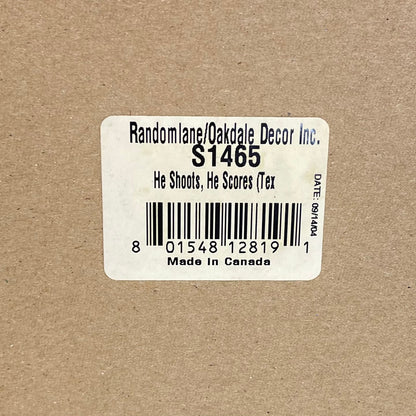 Randomlane/Oakdale Decor Inc.
S1465
He Shoots, He Scores (Tex
DATE: 09/14/04
8 01548 12819 1
Made In Canada